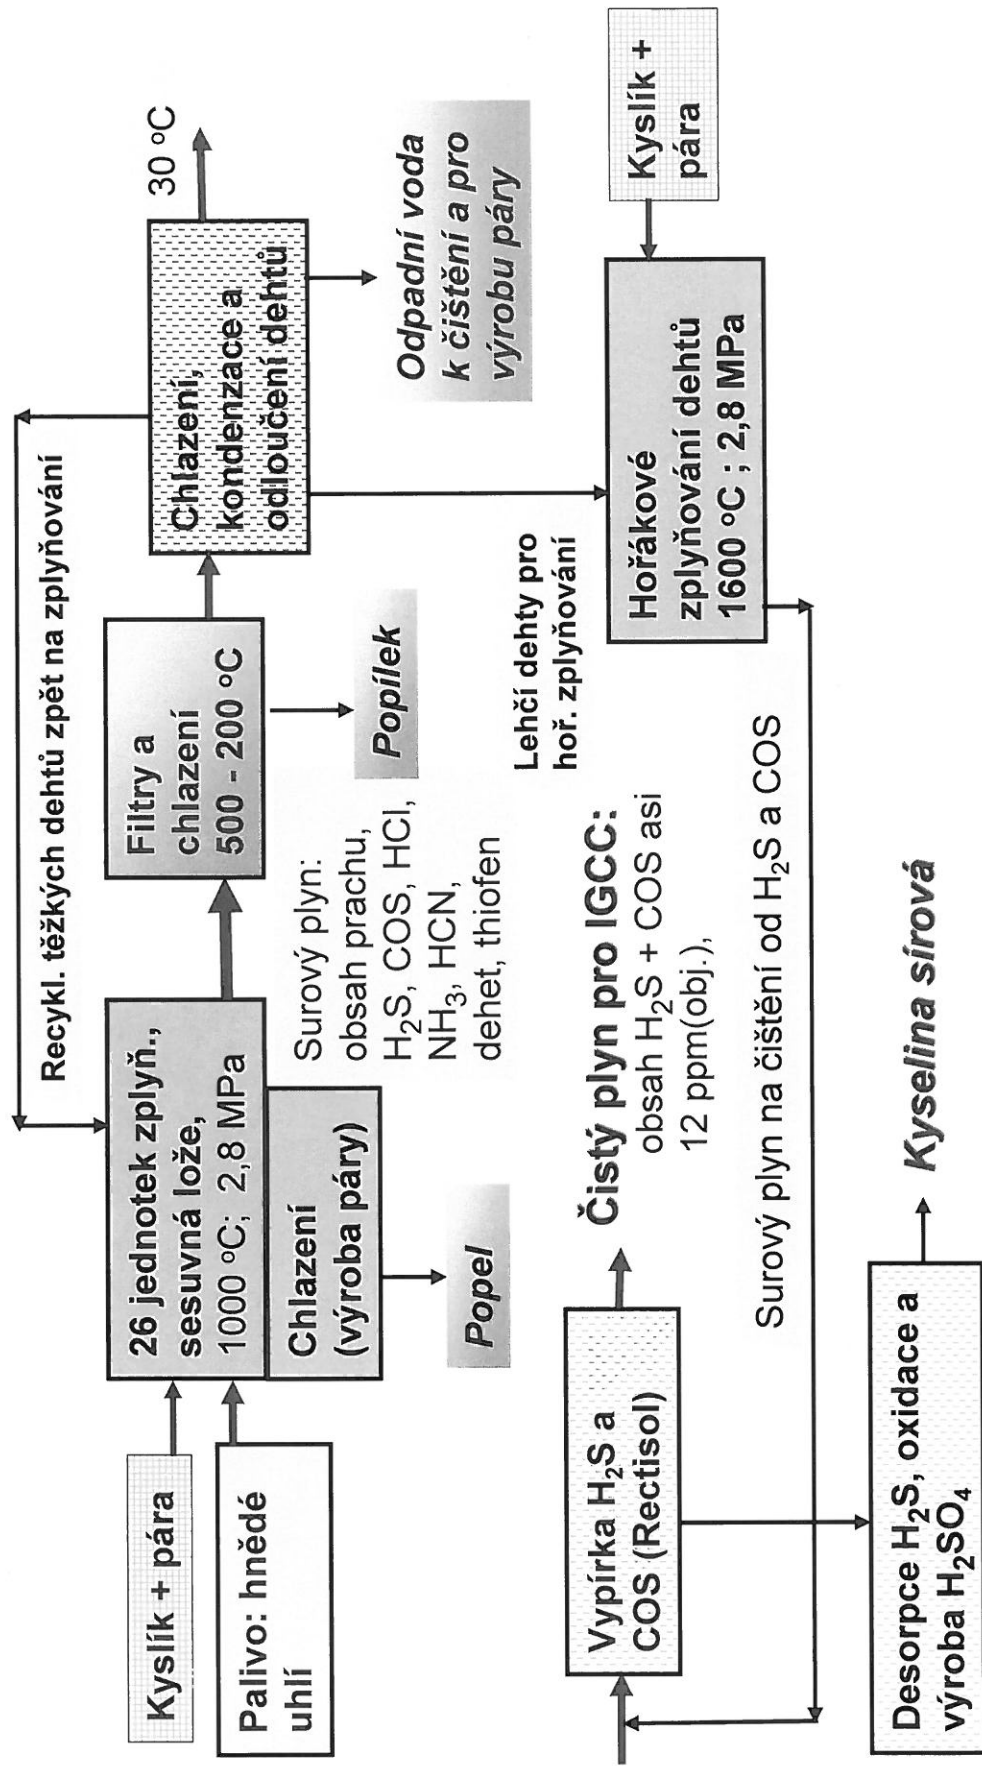 Recykl. těžkých dehtů zpět na zplyňování
Kyslík + pára
Palivo: hnědé
uhlí
26 jednotek zplyň.,
sesuvná lože,
1000 ºC; 2,8 MPa
Chlazení
(výroba páry)
Popel
Filtry a
chlazení
500 - 200 ºC
Popílek
Surový plyn:
obsah prachu,
H₂S, COS, HCl,
NH₃, HCN,
dehet, thiofen
Chlazení,
kondenzace a
odloučení dehtů
30 ºC
Odpadní voda
k čištění a pro
výrobu páry
Lehčí dehty pro
hoř. zplyňování
Kyslík +
pára
Hořákové
zplyňování dehtů
1600 ºC ; 2,8 MPa
Vypírka H₂S a
COS (Rectisol)
Čistý plyn pro IGCC:
obsah H₂S + COS asi
12 ppm(obj.),
Surový plyn na čištění od H₂S a COS
Desorpce H₂S, oxidace a
výroba H₂SO₄
Kyselina sírová